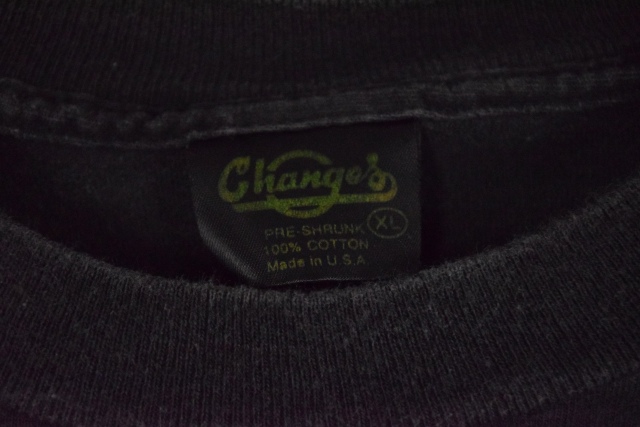 Changes
PRE-SHRUNK XL
100% COTTON
Made in U.S.A.